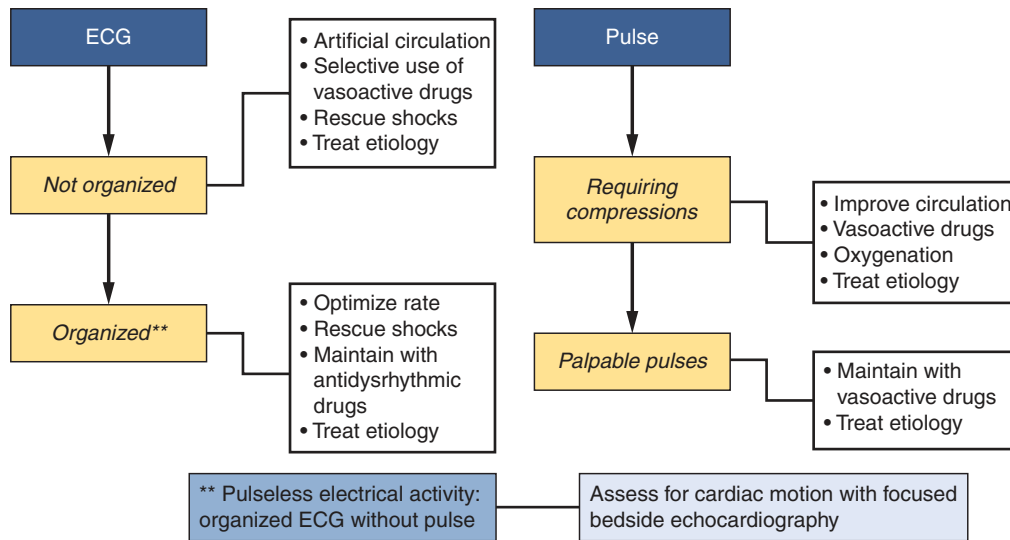 ECG
• Artificial circulation
• Selective use of
vasoactive drugs
• Rescue shocks
• Treat etiology
Not organized
Organized**
• Optimize rate
• Rescue shocks
• Maintain with
antidysrhythmic
drugs
• Treat etiology
Pulse
Requiring
compressions
• Improve circulation
• Vasoactive drugs
• Oxygenation
• Treat etiology
Palpable pulses
• Maintain with
vasoactive drugs
• Treat etiology
** Pulseless electrical activity:
organized ECG without pulse
Assess for cardiac motion with focused
bedside echocardiography